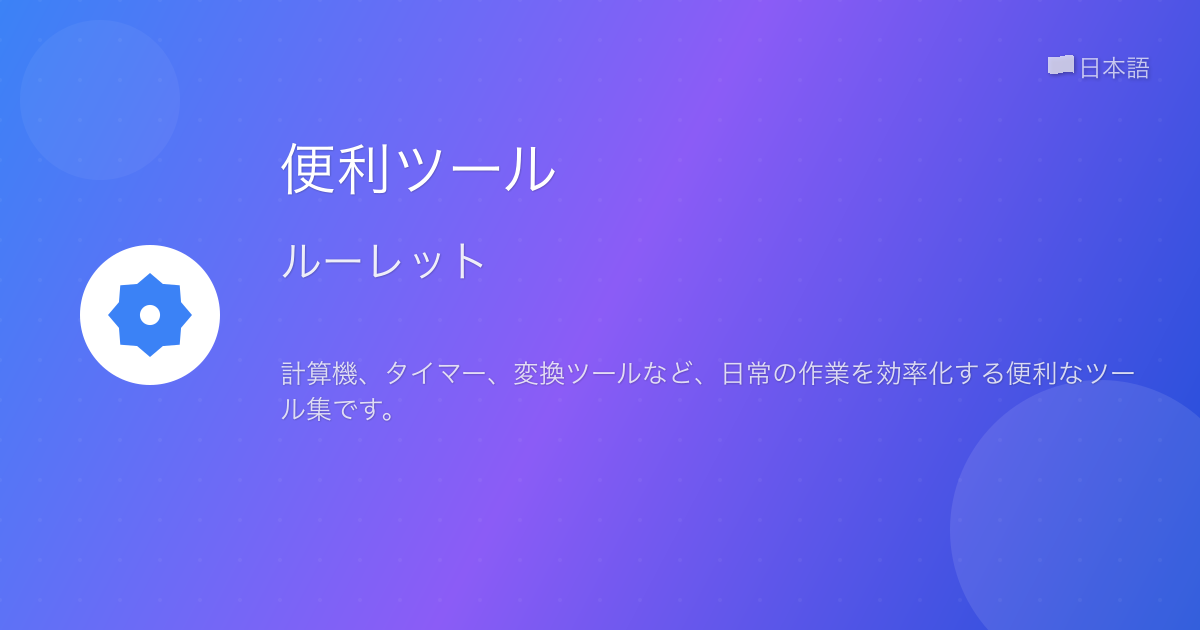 日本語
便利ツール
ルーレット
計算機、タイマー、変換ツールなど、日常の作業を効率化する便利なツー
ル集です。